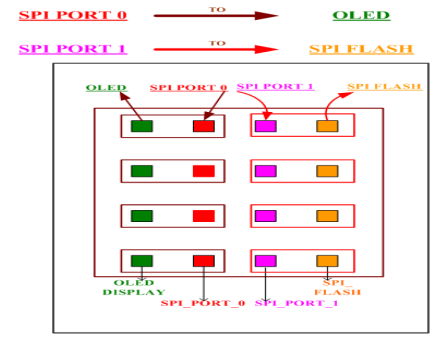 SPI PORT 0 TO OLED
SPI PORT 1 TO SPI FLASH
OLED SPI PORT 0 SPI PORT 1 SPI FLASH
OLED DISPLAY
SPI_PORT_0
SPI_PORT_1
SPI_
FLASH